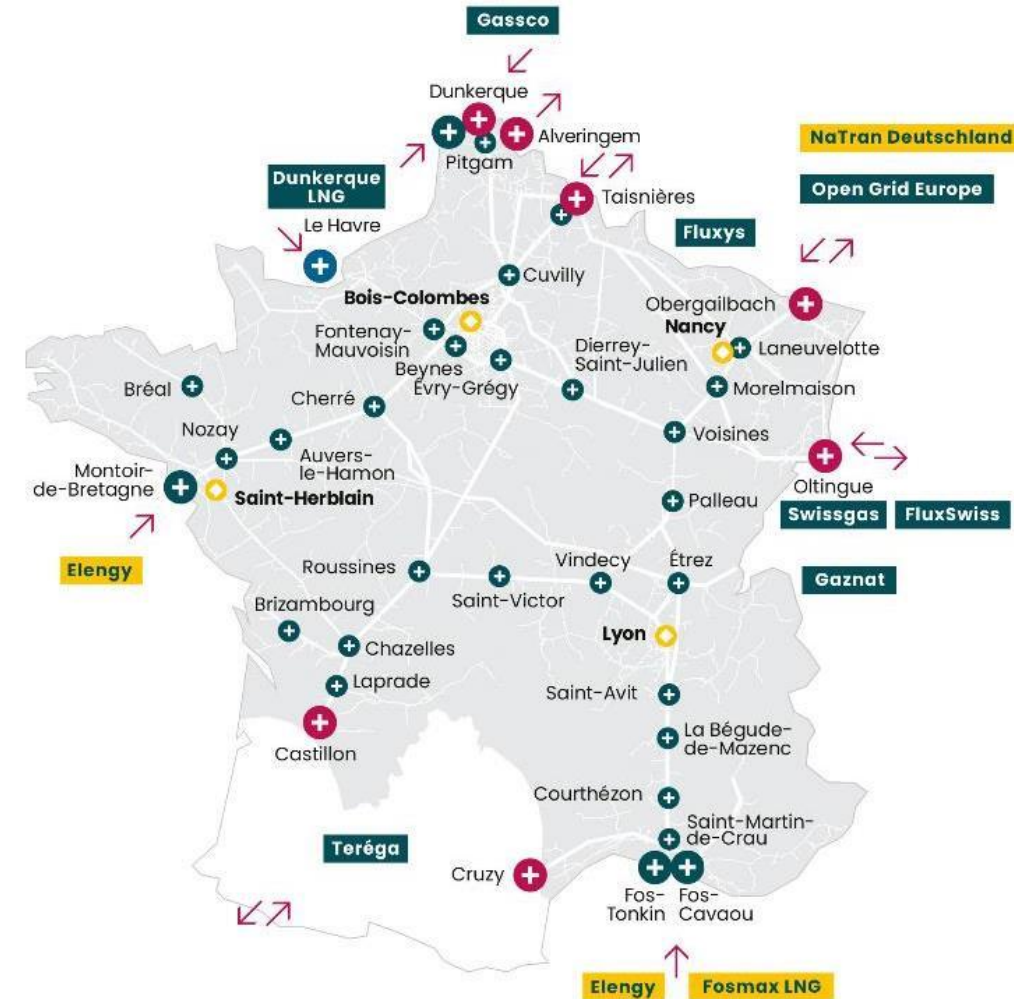 Gassco
Dunkerque
Alveringem
Pitgam
NaTran Deutschland
Dunkerque
LNG
Open Grid Europe
Taisnières
Le Havre
Fluxys
Cuvilly
Bois-Colombes
Obergailbach
Nancy
Fontenay-
Mauvoisin
Dierrey-
Saint-Julien
Laneuvelotte
Beynes
Évry-Grégy
Bréal
Morelmaison
Cherré
Nozay
Voisines
Auvers-
le-Hamon
Montoir-
de-Bretagne
Saint-Herblain
Oltingue
Palleau
Swissgas
FluxSwiss
Elengy
Roussines
Vindecy
Étrez
Gaznat
Saint-Victor
Brizambourg
Lyon
Chazelles
Laprade
Saint-Avit
Castillon
La Bégude-
de-Mazenc
Courthézon
Saint-Martin-
de-Crau
Teréga
Cruzy
Fos-
Tonkin
Fos-
Cavaou
Elengy
Fosmax LNG